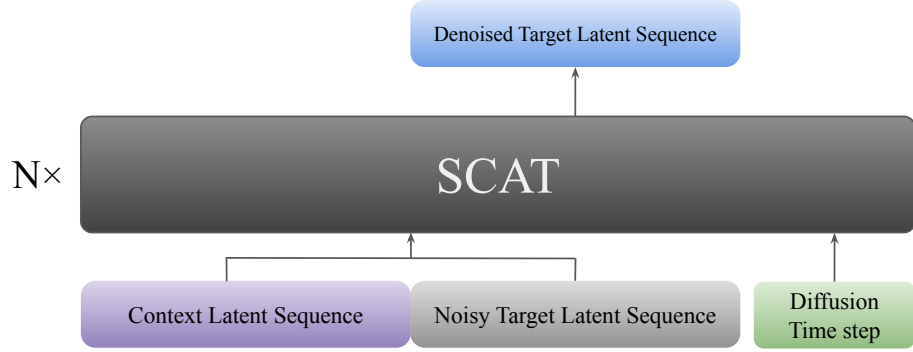 Denoised Target Latent Sequence
N×
SCAT
Context Latent Sequence
Noisy Target Latent Sequence
Diffusion
Time step